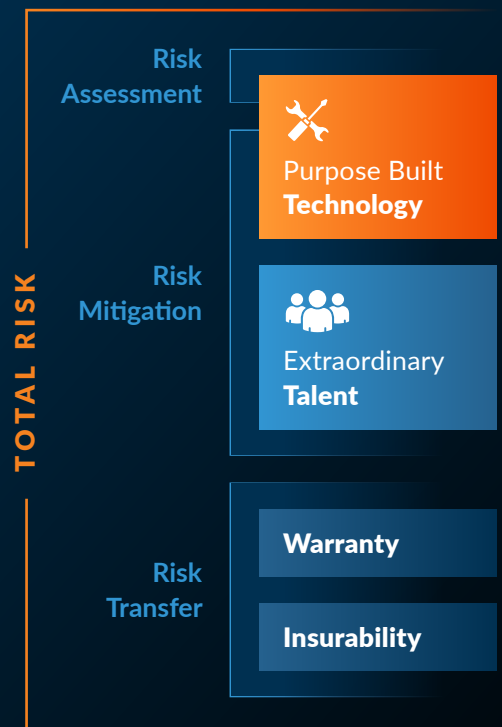 TOTAL RISK
Risk
Assessment
Purpose Built
Technology
Risk
Mitigation
Extraordinary
Talent
Risk
Transfer
Warranty
Insurability